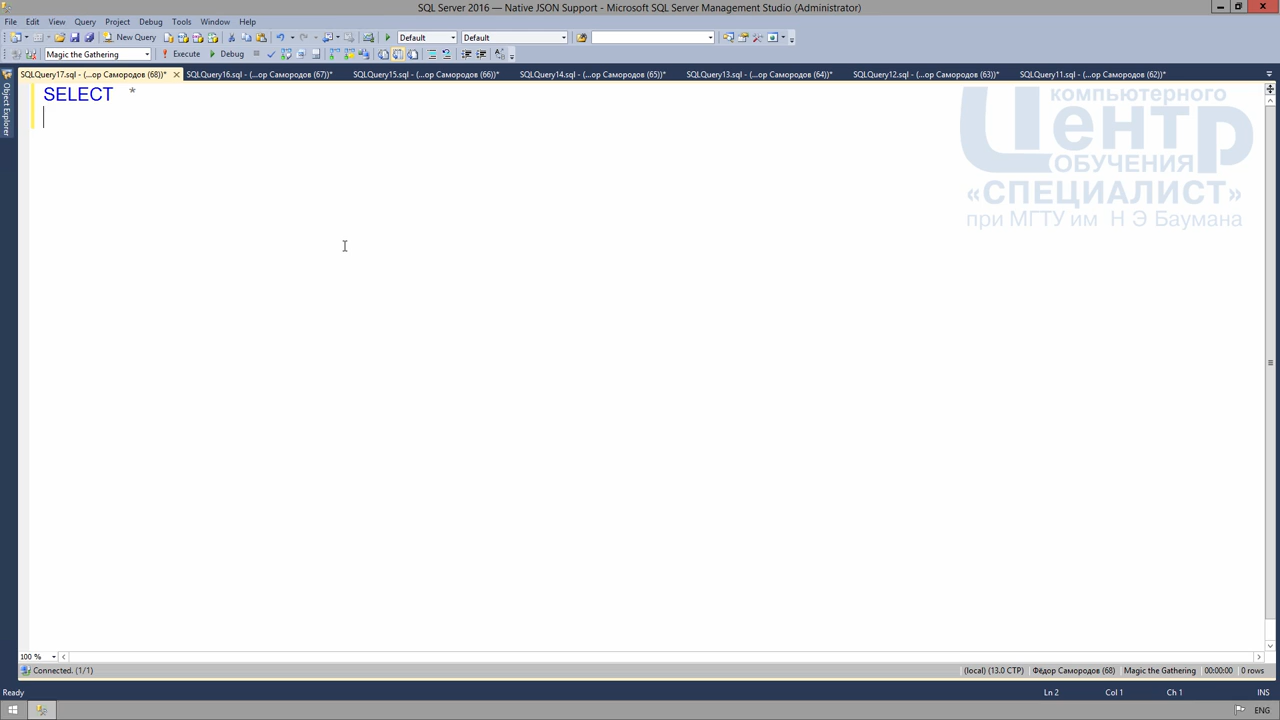 SQL Server 2016 — Native JSON Support - Microsoft SQL Server Management Studio (Administrator)
File Edit View Query Project Debug Tools Window Help
New Query Default Default
Magic the Gathering Execute Debug
SQLQuery17.sql - (...ор Самородов (68))* SQLQuery16.sql - (...ор Самородов (67))* SQLQuery15.sql - (...ор Самородов (66))* SQLQuery14.sql - (...ор Самородов (65))* SQLQuery13.sql - (...ор Самородов (64))* SQLQuery12.sql - (...ор Самородов (63))* SQLQuery11.sql - (...ор Самородов (62))*
Object Explorer
SELECT *
компьютерного
Центр
ОБУЧЕНИЯ
«СПЕЦИАЛИСТ»
при МГТУ им Н Э Баумана
100 %
Connected. (1/1) (local) (13.0 CTP) Фёдор Самородов (68) Magic the Gathering 00:00:00 0 rows
Ready Ln 2 Col 1 Ch 1 INS
ENG